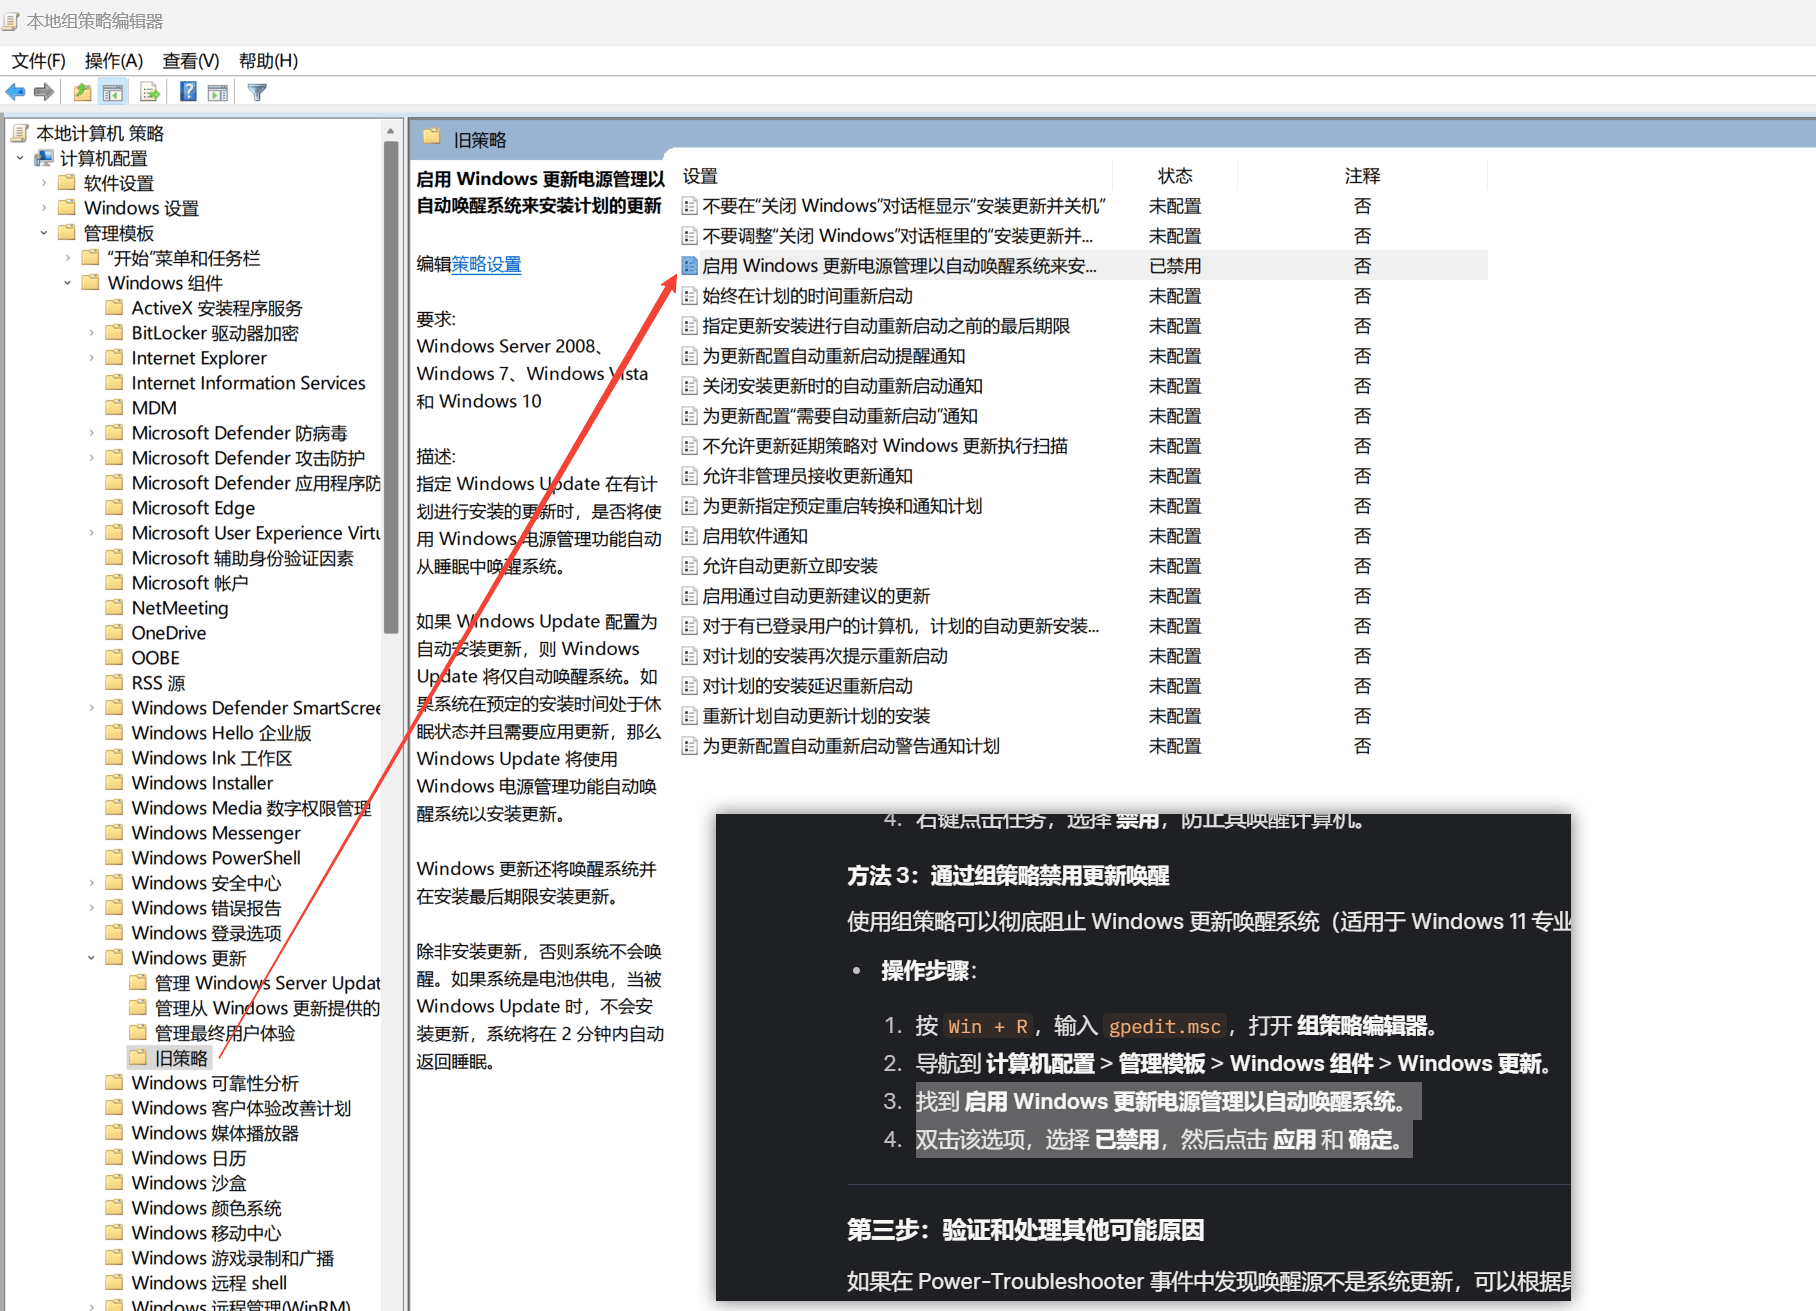 本地组策略编辑器
文件(F) 操作(A) 查看(V) 帮助(H)
本地计算机 策略
计算机配置
软件设置
Windows 设置
管理模板
“开始”菜单和任务栏
Windows 组件
ActiveX 安装程序服务
BitLocker 驱动器加密
Internet Explorer
Internet Information Services
MDM
Microsoft Defender 防病毒
Microsoft Defender 攻击防护
Microsoft Defender 应用程序防
Microsoft Edge
Microsoft User Experience Virtu
Microsoft 辅助身份验证因素
Microsoft 帐户
NetMeeting
OneDrive
OOBE
RSS 源
Windows Defender SmartScree
Windows Hello 企业版
Windows Ink 工作区
Windows Installer
Windows Media 数字权限管理
Windows Messenger
Windows PowerShell
Windows 安全中心
Windows 错误报告
Windows 登录选项
Windows 更新
管理 Windows Server Updat
管理从 Windows 更新提供的
管理最终用户体验
旧策略
Windows 可靠性分析
Windows 客户体验改善计划
Windows 媒体播放器
Windows 日历
Windows 沙盒
Windows 颜色系统
Windows 移动中心
Windows 游戏录制和广播
Windows 远程 shell
Windows 远程管理(WinRM)
旧策略
启用 Windows 更新电源管理以
自动唤醒系统来安装计划的更新
编辑策略设置
要求:
Windows Server 2008、
Windows 7、Windows Vista
和 Windows 10
描述:
指定 Windows Update 在有计
划进行安装的更新时，是否将使
用 Windows 电源管理功能自动
从睡眠中唤醒系统。
如果 Windows Update 配置为
自动安装更新，则 Windows
Update 将仅自动唤醒系统。如
果系统在预定的安装时间处于休
眠状态并且需要应用更新，那么
Windows Update 将使用
Windows 电源管理功能自动唤
醒系统以安装更新。
Windows 更新还将唤醒系统并
在安装最后期限安装更新。
除非安装更新，否则系统不会唤
醒。如果系统是电池供电，当被
Windows Update 时，不会安
装更新，系统将在 2 分钟内自动
返回睡眠。
设置 状态 注释
不要在“关闭 Windows”对话框显示“安装更新并关机” 未配置 否
不要调整“关闭 Windows”对话框里的“安装更新并... 未配置 否
启用 Windows 更新电源管理以自动唤醒系统来安... 已禁用 否
始终在计划的时间重新启动 未配置 否
指定更新安装进行自动重新启动之前的最后期限 未配置 否
为更新配置自动重新启动提醒通知 未配置 否
关闭安装更新时的自动重新启动通知 未配置 否
为更新配置“需要自动重新启动”通知 未配置 否
不允许更新延期策略对 Windows 更新执行扫描 未配置 否
允许非管理员接收更新通知 未配置 否
为更新指定预定重启转换和通知计划 未配置 否
启用软件通知 未配置 否
允许自动更新立即安装 未配置 否
启用通过自动更新建议的更新 未配置 否
对于有已登录用户的计算机，计划的自动更新安装... 未配置 否
对计划的安装再次提示重新启动 未配置 否
对计划的安装延迟重新启动 未配置 否
重新计划自动更新计划的安装 未配置 否
为更新配置自动重新启动警告通知计划 未配置 否
4. 右键点击任务，选择 禁用，防止其唤醒计算机。
方法 3：通过组策略禁用更新唤醒
使用组策略可以彻底阻止 Windows 更新唤醒系统（适用于 Windows 11 专业
• 操作步骤：
1. 按 Win + R，输入 gpedit.msc，打开 组策略编辑器。
2. 导航到 计算机配置 > 管理模板 > Windows 组件 > Windows 更新。
3. 找到 启用 Windows 更新电源管理以自动唤醒系统。
4. 双击该选项，选择 已禁用，然后点击 应用 和 确定。
第三步：验证和处理其他可能原因
如果在 Power-Troubleshooter 事件中发现唤醒源不是系统更新，可以根据具